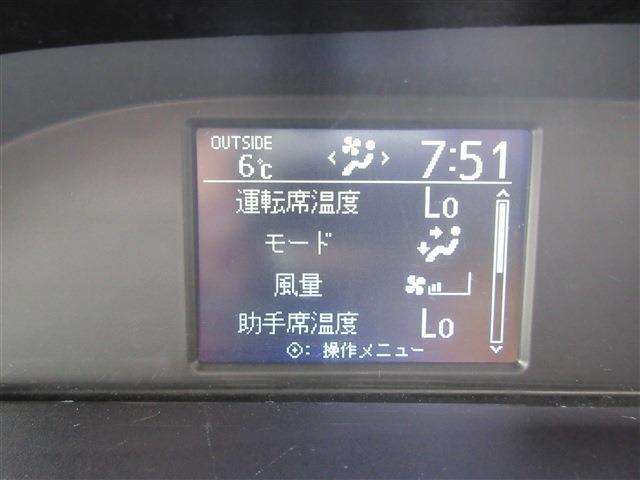 OUTSIDE
6℃
7:51
運転席温度 Lo
モード
風量
助手席温度 Lo
: 操作メニュー